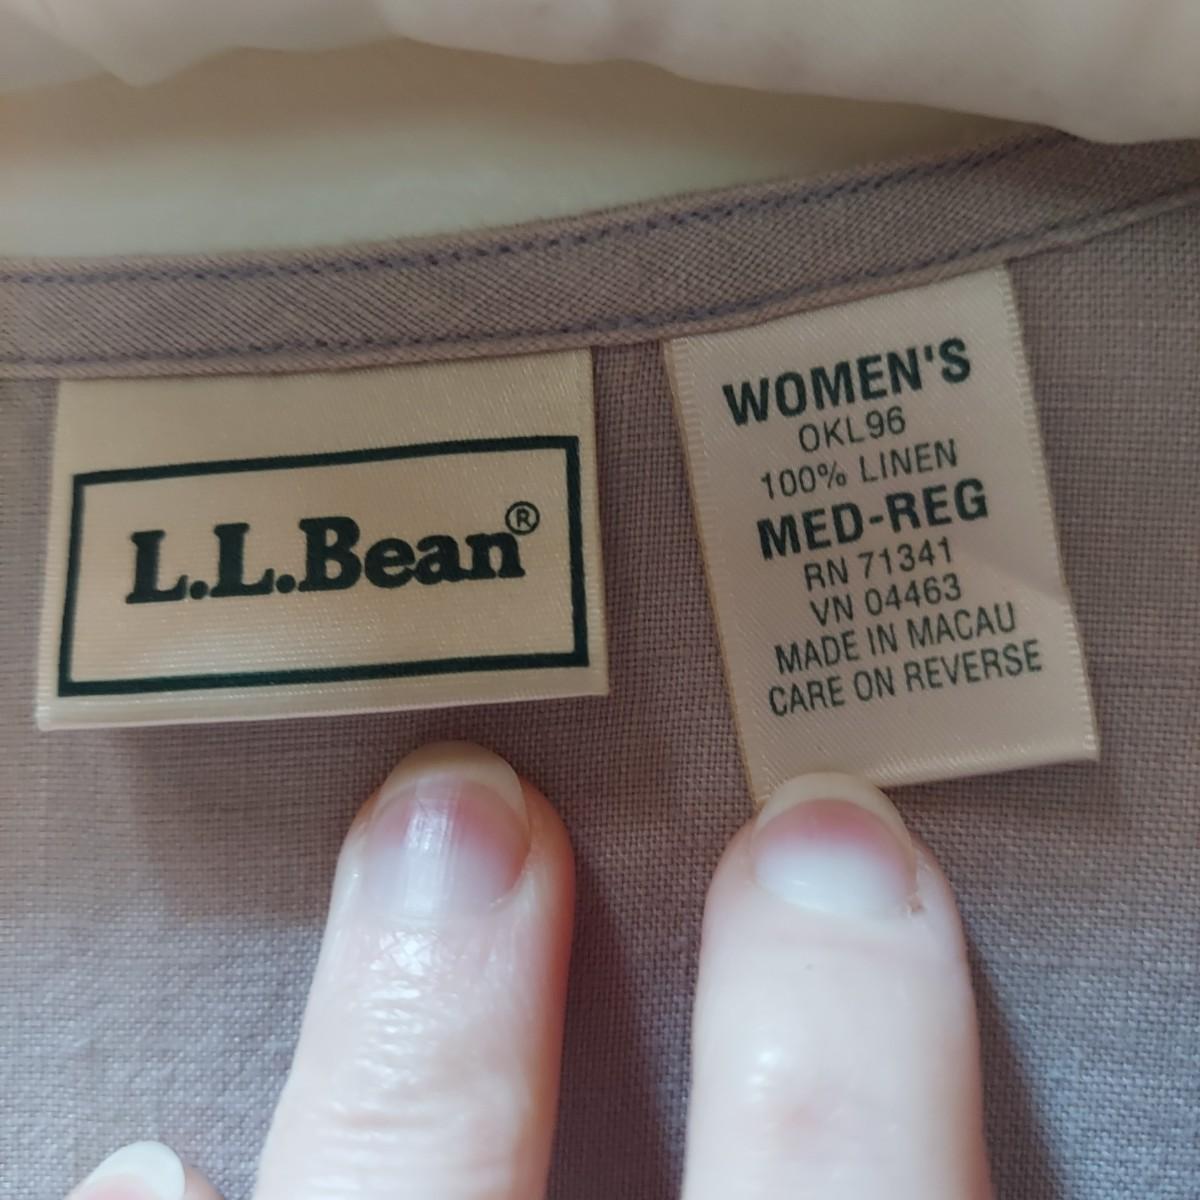 L.L.Bean®
WOMEN'S
OKL96
100% LINEN
MED-REG
RN 71341
VN 04463
MADE IN MACAU
CARE ON REVERSE